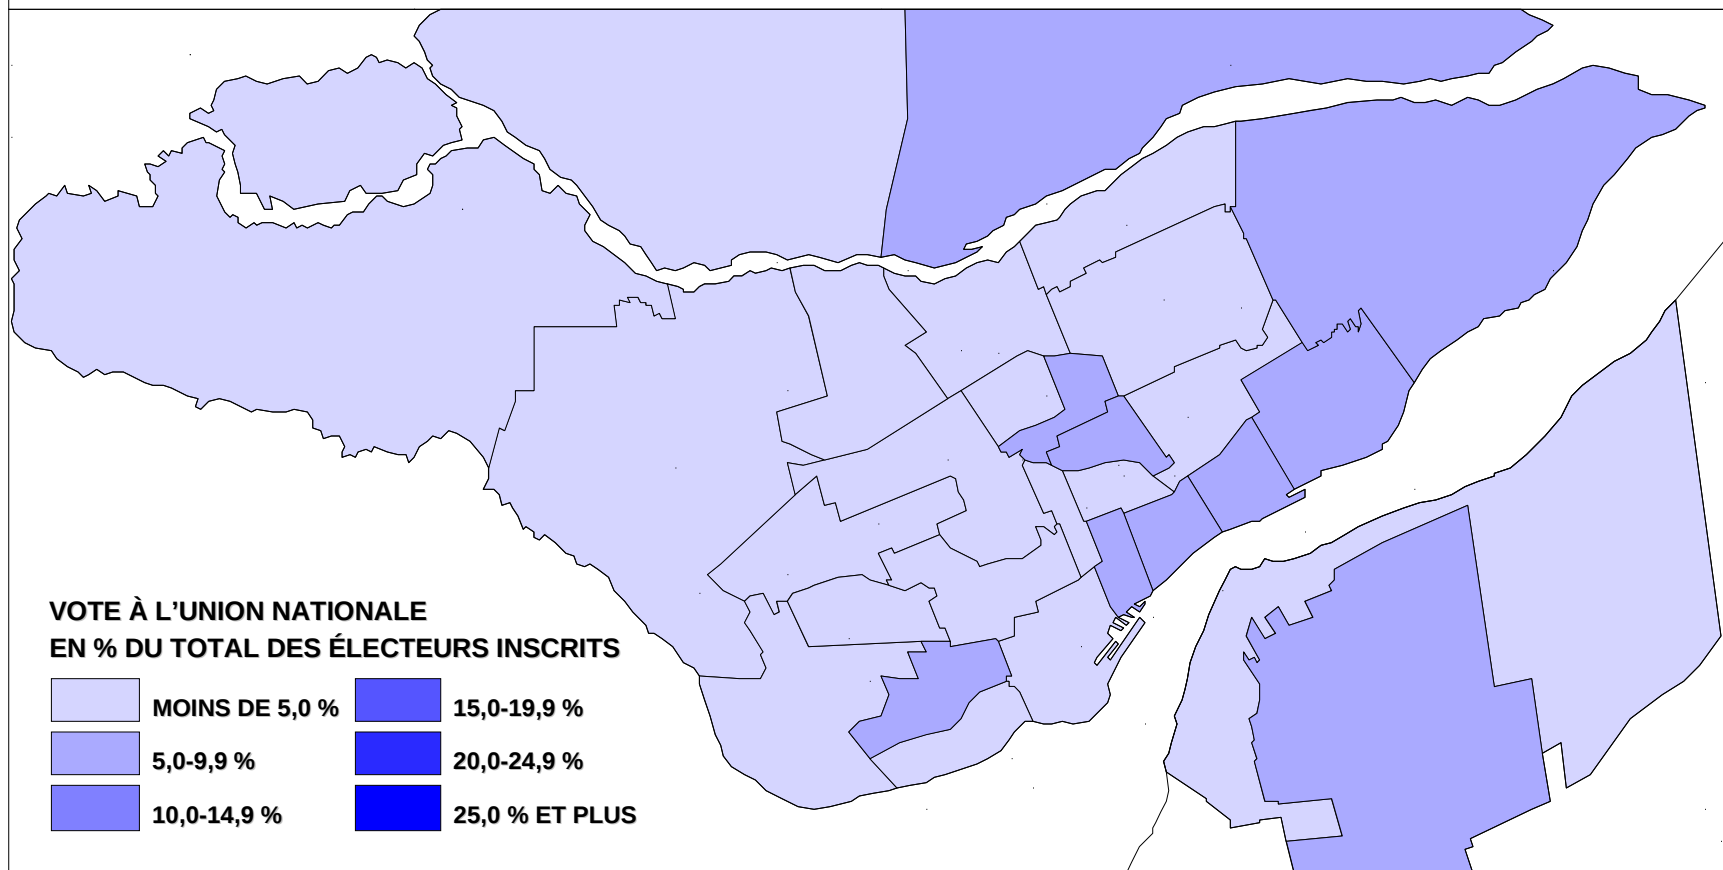 VOTE À L’UNION NATIONALE
EN % DU TOTAL DES ÉLECTEURS INSCRITS
MOINS DE 5,0 %
5,0-9,9 %
10,0-14,9 %
15,0-19,9 %
20,0-24,9 %
25,0 % ET PLUS